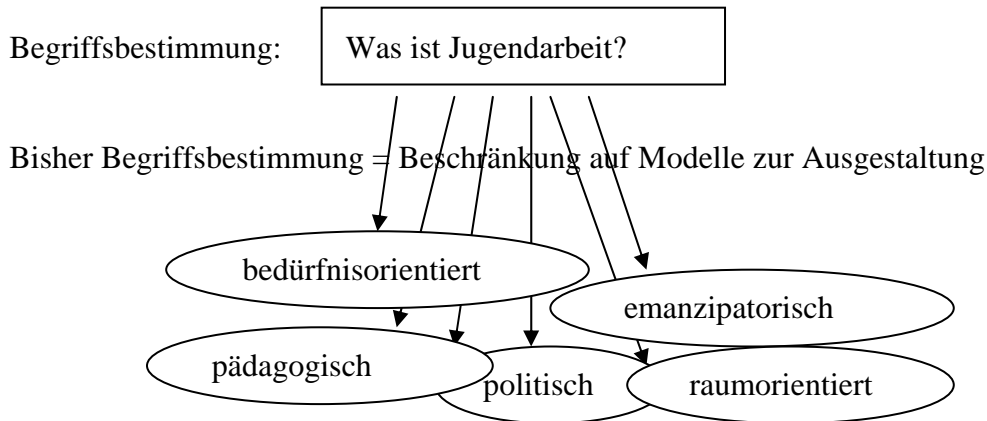 Begriffsbestimmung: Was ist Jugendarbeit?
Bisher Begriffsbestimmung = Beschränkung auf Modelle zur Ausgestaltung
bedürfnisorientiert
emanzipatorisch
pädagogisch
politisch
raumorientiert